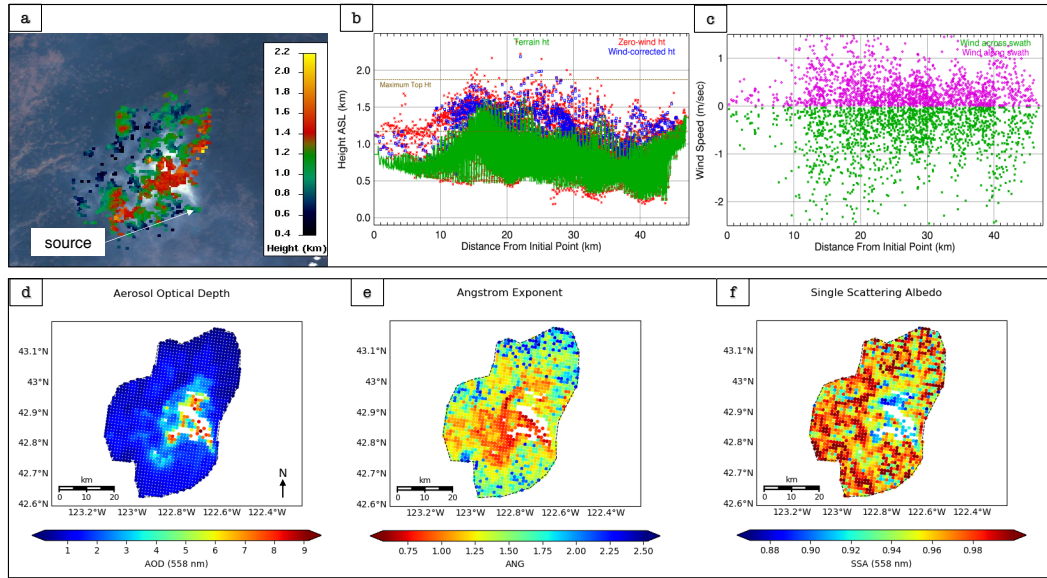 a
2.2
2.0
1.8
1.6
1.4
1.2
1.0
0.8
0.6
0.4
Height (km)
source
b
Terrain ht
Zero-wind ht
Wind-corrected ht
Maximum Top Ht
2.0
1.5
1.0
0.5
0.0
Height ASL (km)
0 10 20 30 40
Distance From Initial Point (km)
c
Wind across swath
Wind along swath
1
0
-1
-2
Wind Speed (m/sec)
0 10 20 30 40
Distance From Initial Point (km)
d
Aerosol Optical Depth
43.1°N
43°N
42.9°N
42.8°N
42.7°N
42.6°N
km
0 10 20
N
123.2°W 123°W 122.8°W 122.6°W 122.4°W
1 2 3 4 5 6 7 8 9
AOD (558 nm)
e
Angstrom Exponent
43.1°N
43°N
42.9°N
42.8°N
42.7°N
42.6°N
km
0 10 20
123.2°W 123°W 122.8°W 122.6°W 122.4°W
0.75 1.00 1.25 1.50 1.75 2.00 2.25 2.50
ANG
f
Single Scattering Albedo
43.1°N
43°N
42.9°N
42.8°N
42.7°N
42.6°N
km
0 10 20
123.2°W 123°W 122.8°W 122.6°W 122.4°W
0.88 0.90 0.92 0.94 0.96 0.98
SSA (558 nm)